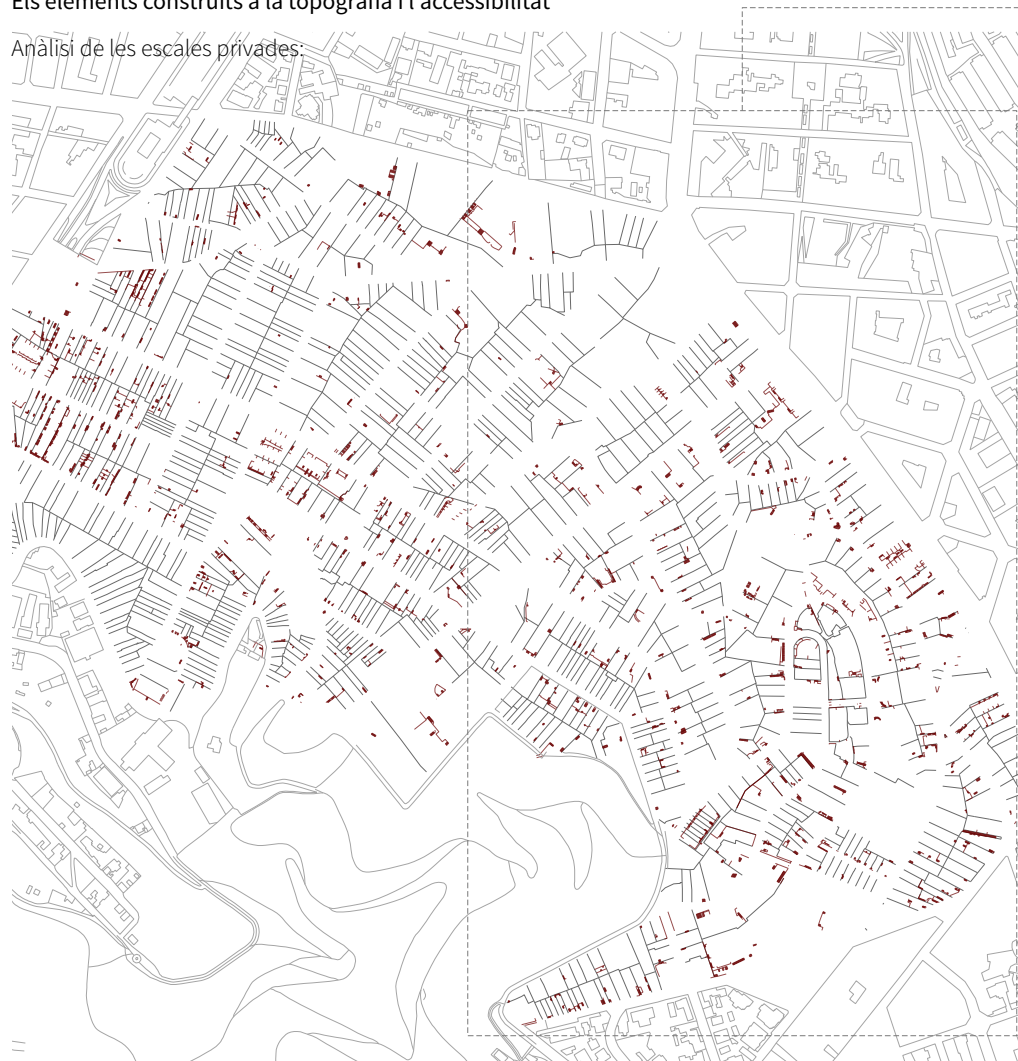 Els elements construïts a la topografia i l'accessibilitat
Anàlisi de les escales privades: